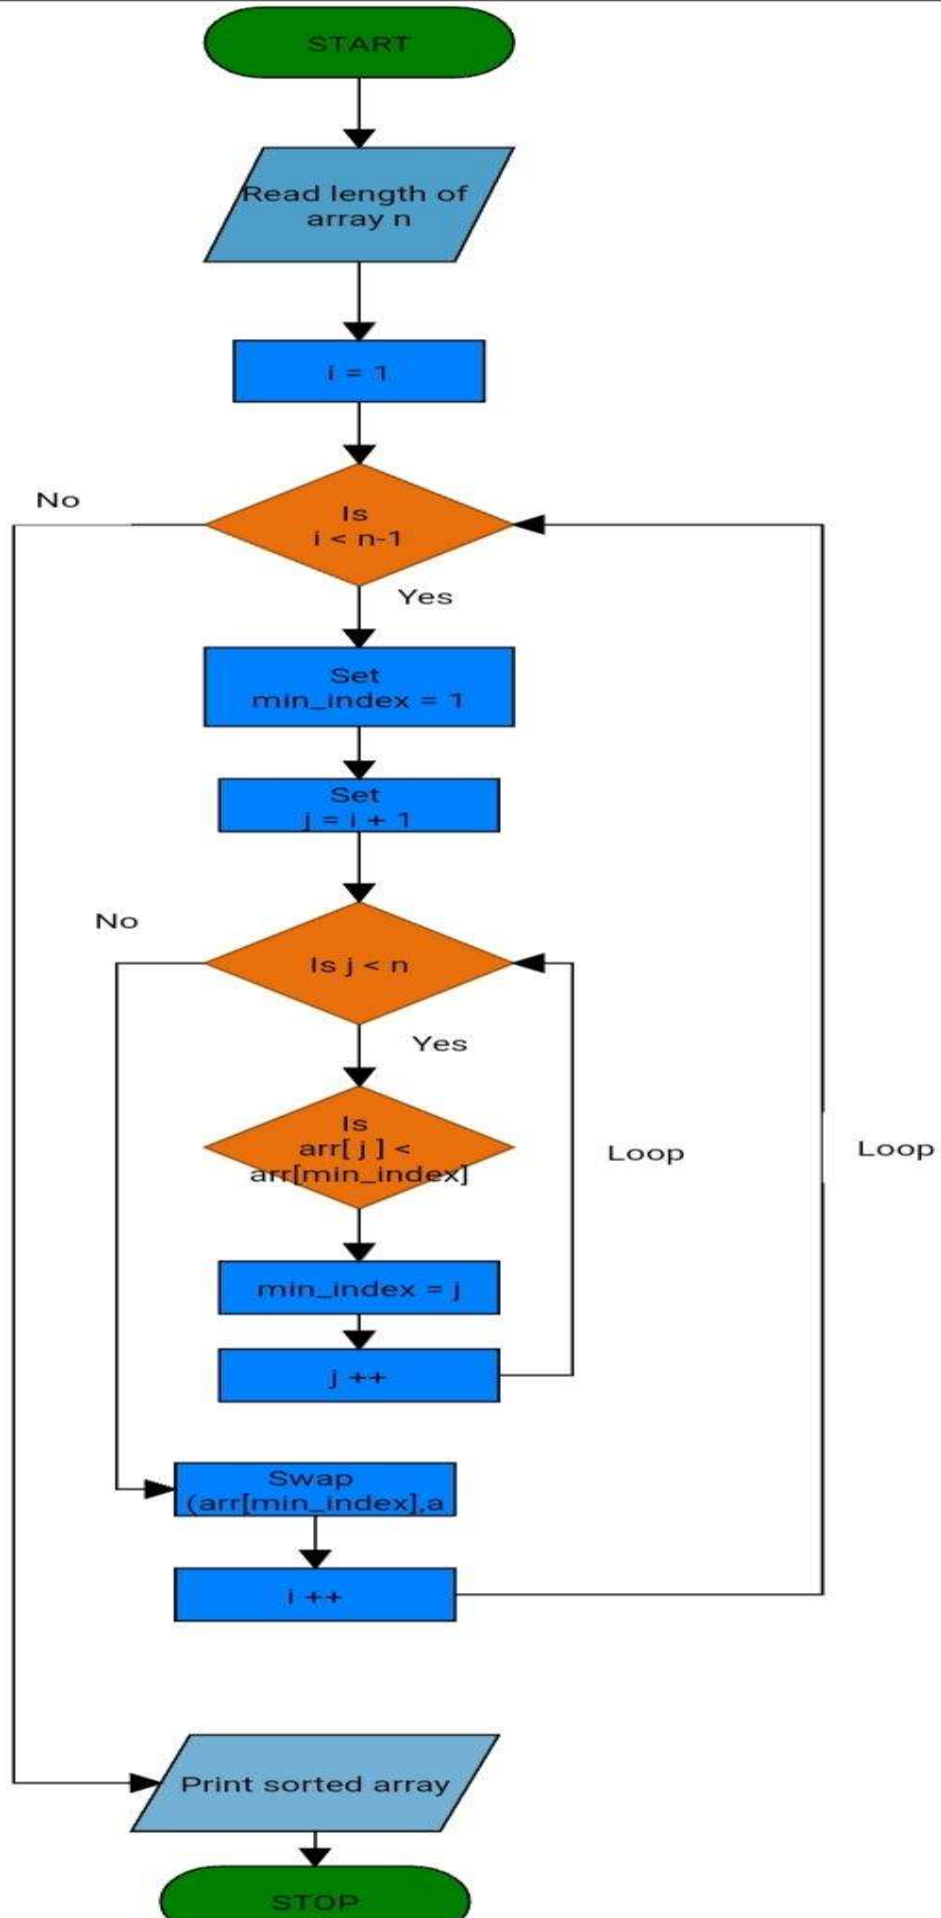 START
Read length of
array n
i = 1
No
Is
i < n-1
Yes
Set
min_index = 1
Set
j = i + 1
No
Is j < n
Yes
Is
arr[ j ] <
arr[min_index]
Loop
Loop
min_index = j
j ++
Swap
(arr[min_index],a
i ++
Print sorted array
STOP